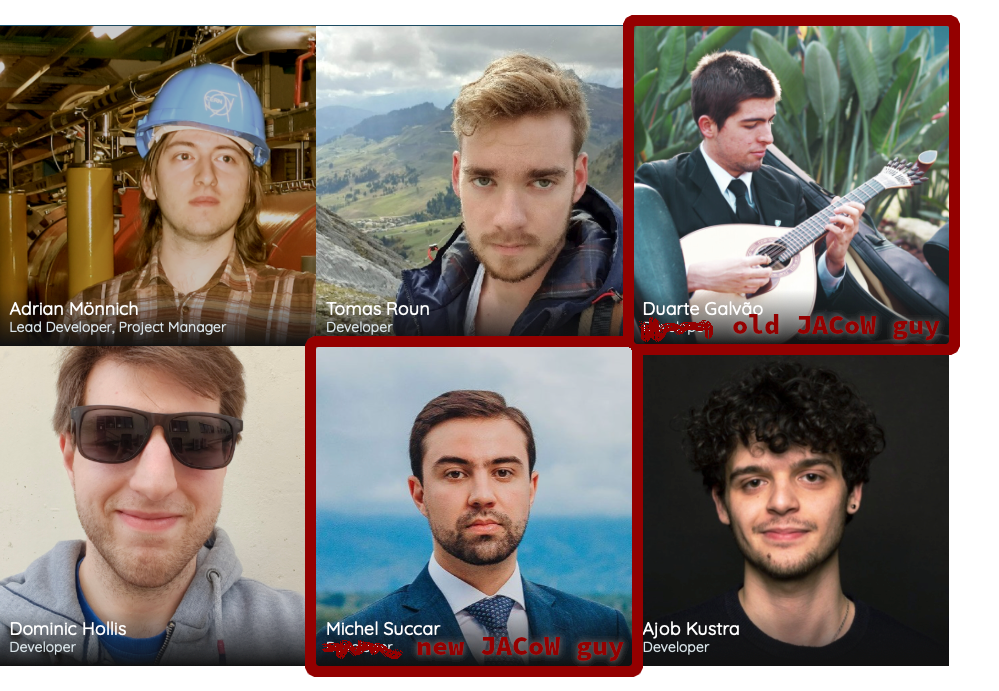 Adrian Mönnich
Lead Developer, Project Manager
Tomas Roun
Developer
Duarte Galvão
old JACoW guy
Dominic Hollis
Developer
Michel Succar
new JACoW guy
Ajob Kustra
Developer